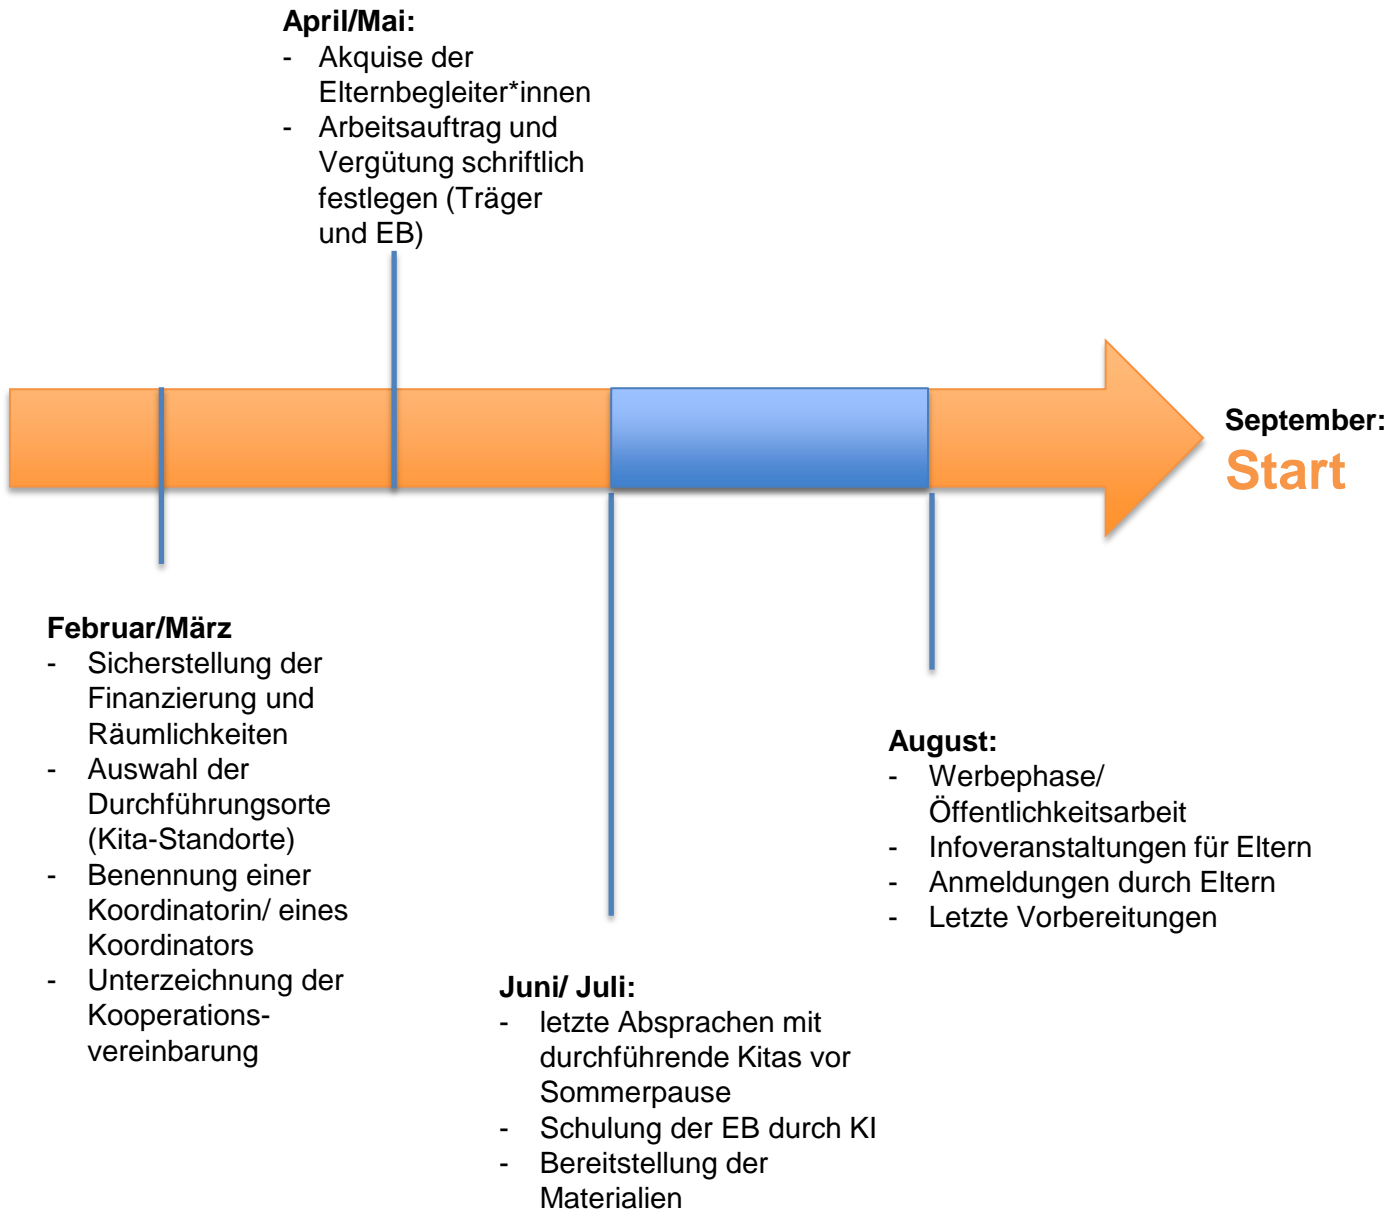 April/Mai:
- Akquise der
Elternbegleiter*innen
- Arbeitsauftrag und
Vergütung schriftlich
festlegen (Träger
und EB)
September:
Start
Februar/März
- Sicherstellung der
Finanzierung und
Räumlichkeiten
- Auswahl der
Durchführungsorte
(Kita-Standorte)
- Benennung einer
Koordinatorin/ eines
Koordinators
- Unterzeichnung der
Kooperations-
vereinbarung
Juni/ Juli:
- letzte Absprachen mit
durchführende Kitas vor
Sommerpause
- Schulung der EB durch KI
- Bereitstellung der
Materialien
August:
- Werbephase/
Öffentlichkeitsarbeit
- Infoveranstaltungen für Eltern
- Anmeldungen durch Eltern
- Letzte Vorbereitungen